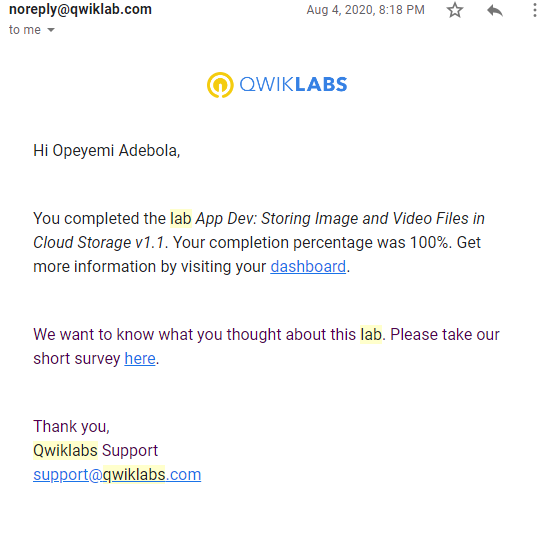 noreply@qwiklab.com Aug 4, 2020, 8:18 PM
to me
QWIKLABS
Hi Opeyemi Adebola,
You completed the lab App Dev: Storing Image and Video Files in
Cloud Storage v1.1. Your completion percentage was 100%. Get
more information by visiting your dashboard.
We want to know what you thought about this lab. Please take our
short survey here.
Thank you,
Qwiklabs Support
support@qwiklabs.com